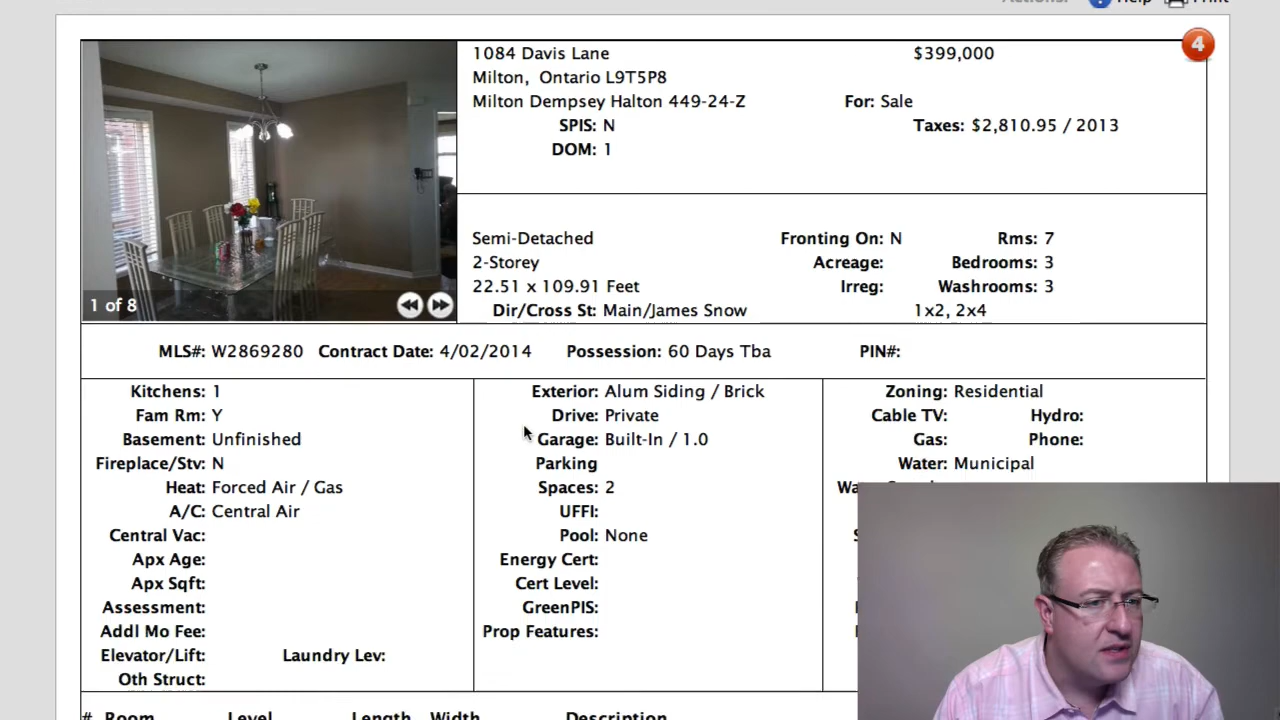 Actions: Help Print
4
1084 Davis Lane $399,000
Milton, Ontario L9T5P8
Milton Dempsey Halton 449-24-Z For: Sale
SPIS: N Taxes: $2,810.95 / 2013
DOM: 1
Semi-Detached Fronting On: N Rms: 7
2-Storey Acreage: Bedrooms: 3
22.51 x 109.91 Feet Irreg: Washrooms: 3
1 of 8
Dir/Cross St: Main/James Snow 1x2, 2x4
MLS#: W2869280 Contract Date: 4/02/2014 Possession: 60 Days Tba PIN#:
Kitchens: 1 Exterior: Alum Siding / Brick Zoning: Residential
Fam Rm: Y Drive: Private Cable TV: Hydro:
Basement: Unfinished Garage: Built-In / 1.0 Gas: Phone:
Fireplace/Stv: N Parking Water: Municipal
Heat: Forced Air / Gas Spaces: 2
A/C: Central Air UFFI:
Central Vac: Pool: None
Apx Age: Energy Cert:
Apx Sqft: Cert Level:
Assessment: GreenPIS:
Addl Mo Fee: Prop Features:
Elevator/Lift: Laundry Lev:
Oth Struct:
# Room Level Length Width Description